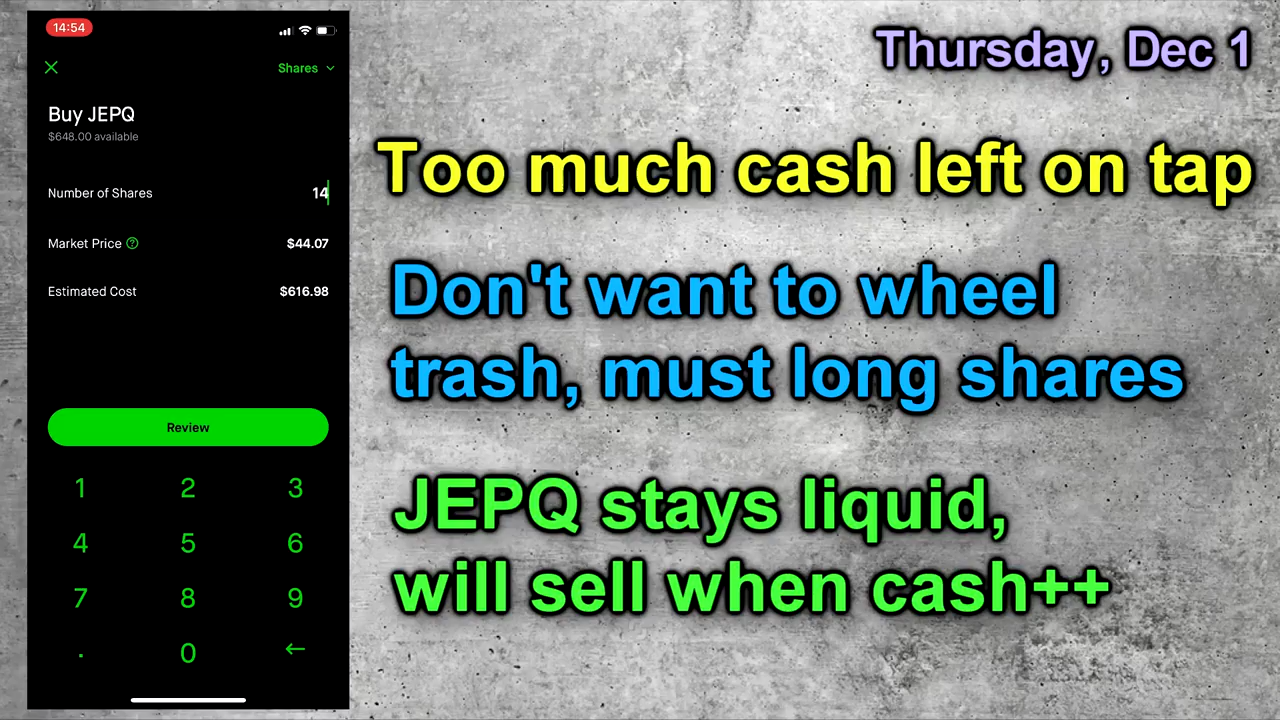 14:54
Shares
Buy JEPQ
$648.00 available
Number of Shares 14
Market Price ? $44.07
Estimated Cost $616.98
Review
1 2 3
4 5 6
7 8 9
. 0 ←
Thursday, Dec 1
Too much cash left on tap
Don't want to wheel
trash, must long shares
JEPQ stays liquid,
will sell when cash++